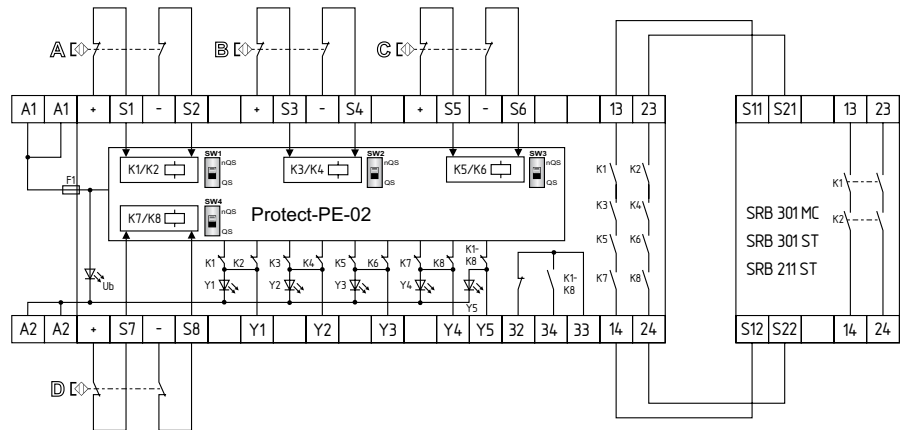 A B C
A1 A1 + S1 - S2 + S3 - S4 + S5 - S6 13 23 S11 S21 13 23
SW1 nQS QS SW2 nQS QS SW3 nQS QS
K1/K2 K3/K4 K5/K6
F1
SW4 nQS QS
K7/K8 Protect-PE-02
K1 K2
K3 K4
K5 K6
K7 K8
K1
K2
SRB 301 MC
SRB 301 ST
SRB 211 ST
K1 K2 K3 K4 K5 K6 K7 K8 K1-
K8
Ub Y1 Y2 Y3 Y4 Y5
K1-
K8
A2 A2 + S7 - S8 Y1 Y2 Y3 Y4 Y5 32 34 33 14 24 S12 S22 14 24
D